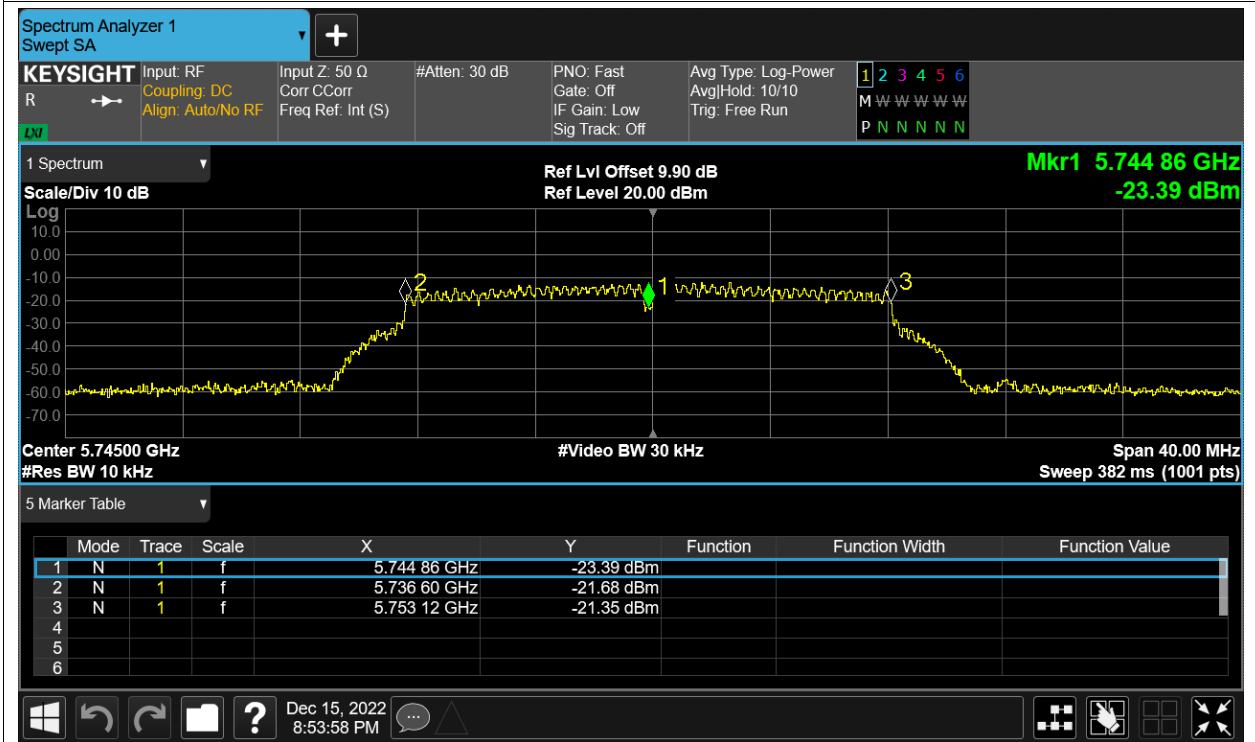 Spectrum Analyzer 1
Swept SA
KEYSIGHT
R
LXI
Input: RF
Coupling: DC
Align: Auto/No RF
Input Z: 50 Ω
Corr CCorr
Freq Ref: Int (S)
#Atten: 30 dB
PNO: Fast
Gate: Off
IF Gain: Low
Sig Track: Off
Avg Type: Log-Power
Avg|Hold: 10/10
Trig: Free Run
1 2 3 4 5 6
M W W W W W
P N N N N N
1 Spectrum
Scale/Div 10 dB
Ref Lvl Offset 9.90 dB
Ref Level 20.00 dBm
Mkr1 5.744 86 GHz
-23.39 dBm
Log
10.0
0.00
-10.0
-20.0
-30.0
-40.0
-50.0
-60.0
-70.0
2
1
3
Center 5.74500 GHz
#Video BW 30 kHz
Span 40.00 MHz
#Res BW 10 kHz
Sweep 382 ms (1001 pts)
5 Marker Table
Mode Trace Scale X Y Function Function Width Function Value
1 N 1 f 5.744 86 GHz -23.39 dBm
2 N 1 f 5.736 60 GHz -21.68 dBm
3 N 1 f 5.753 12 GHz -21.35 dBm
4
5
6
?
Dec 15, 2022
8:53:58 PM